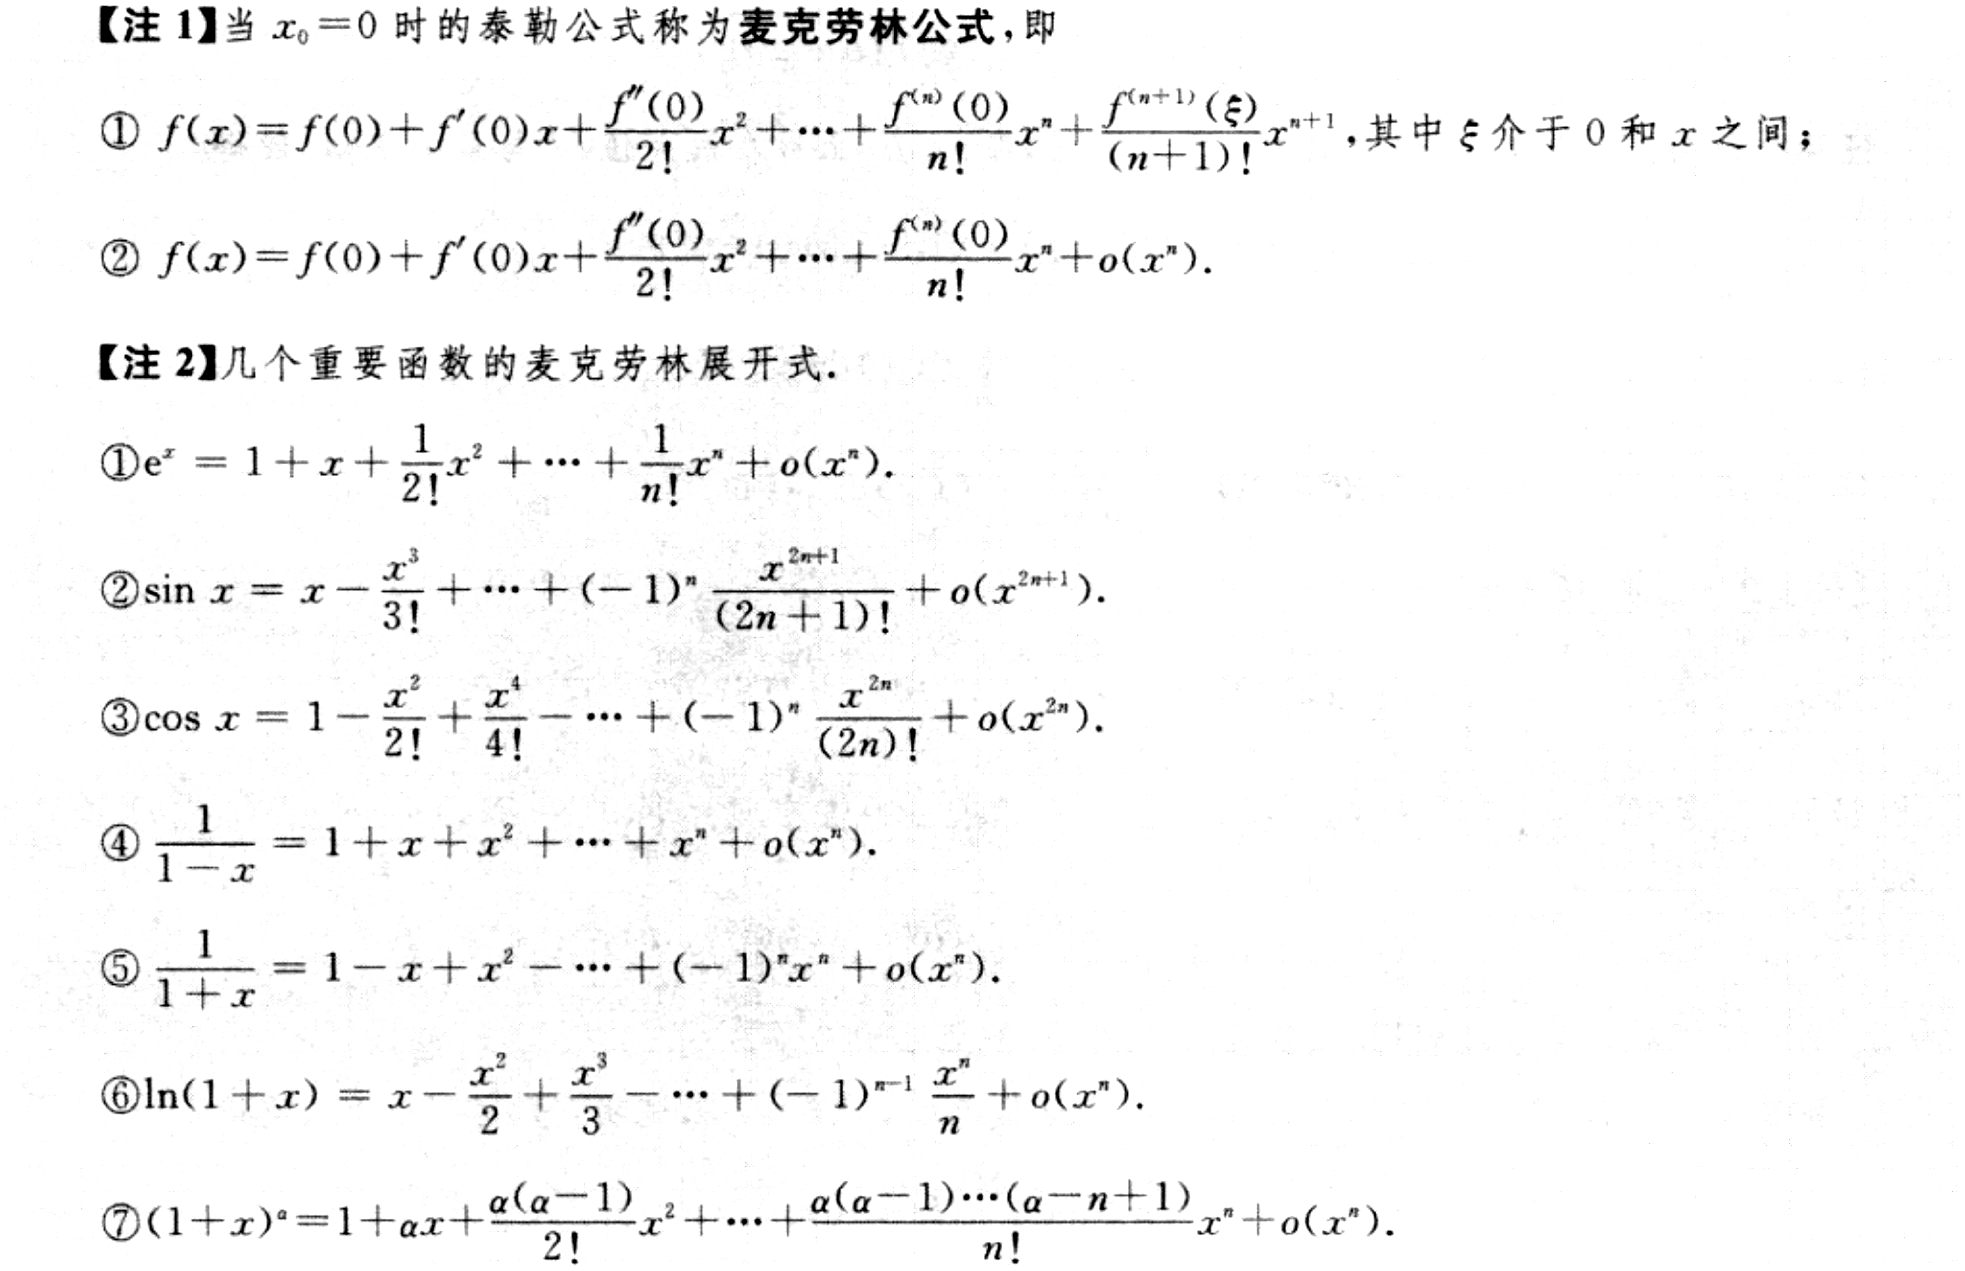 【注 1】当 $x_0=0$ 时的泰勒公式称为麦克劳林公式,即
① $f(x)=f(0)+f'(0)x+\frac{f''(0)}{2!}x^2+\cdots+\frac{f^{(n)}(0)}{n!}x^n+\frac{f^{(n+1)}(\xi)}{(n+1)!}x^{n+1}$,其中 $\xi$ 介于 0 和 $x$ 之间;
② $f(x)=f(0)+f'(0)x+\frac{f''(0)}{2!}x^2+\cdots+\frac{f^{(n)}(0)}{n!}x^n+o(x^n)$.
【注 2】几个重要函数的麦克劳林展开式.
①$\mathrm{e}^x=1+x+\frac{1}{2!}x^2+\cdots+\frac{1}{n!}x^n+o(x^n)$.
②$\sin x=x-\frac{x^3}{3!}+\cdots+(-1)^n\frac{x^{2n+1}}{(2n+1)!}+o(x^{2n+1})$.
③$\cos x=1-\frac{x^2}{2!}+\frac{x^4}{4!}-\cdots+(-1)^n\frac{x^{2n}}{(2n)!}+o(x^{2n})$.
④$\frac{1}{1-x}=1+x+x^2+\cdots+x^n+o(x^n)$.
⑤$\frac{1}{1+x}=1-x+x^2-\cdots+(-1)^nx^n+o(x^n)$.
⑥$\ln(1+x)=x-\frac{x^2}{2}+\frac{x^3}{3}-\cdots+(-1)^{n-1}\frac{x^n}{n}+o(x^n)$.
⑦$(1+x)^\alpha=1+\alpha x+\frac{\alpha(\alpha-1)}{2!}x^2+\cdots+\frac{\alpha(\alpha-1)\cdots(\alpha-n+1)}{n!}x^n+o(x^n)$.